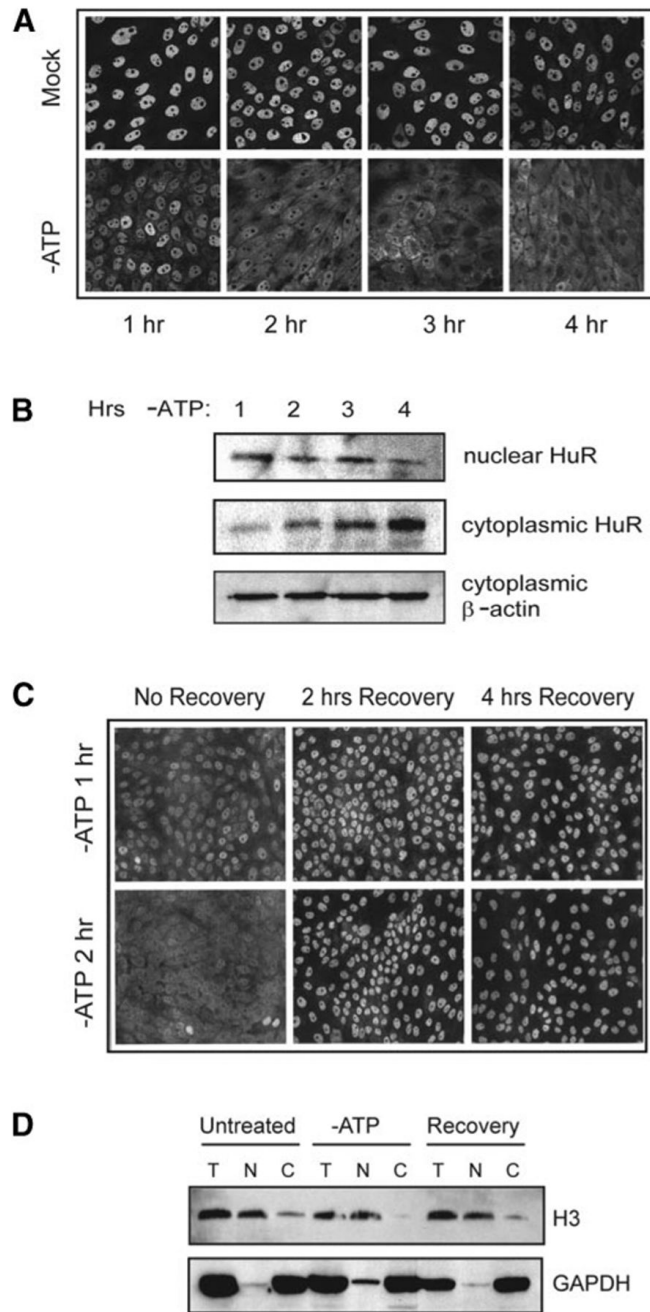 A
Mock
-ATP
1 hr 2 hr 3 hr 4 hr
B
Hrs -ATP: 1 2 3 4
nuclear HuR
cytoplasmic HuR
cytoplasmic
β-actin
C
No Recovery 2 hrs Recovery 4 hrs Recovery
-ATP 1 hr
-ATP 2 hr
D
Untreated -ATP Recovery
T N C T N C T N C
H3
GAPDH